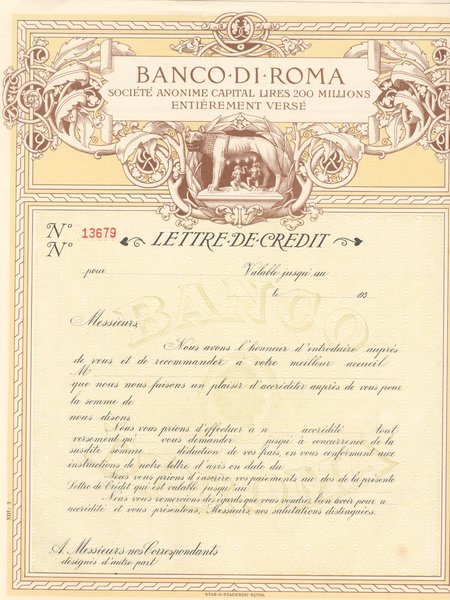 BANCO·DI·ROMA
SOCIÉTÉ ANONIME CAPITAL LIRES 200 MILLIONS
ENTIÈREMENT VERSÉ
Nº 13679
Nº
LETTRE·DE·CREDIT
pour Valable jusqu'au
le 193
BANCO
Messieurs,
Nous avons l'honneur d'introduire auprès
de vous et de recommander à votre meilleur accueil
M
que nous nous faisons un plaisir d'accréditer auprès de vous pour
la somme de
nous disons
Nous vous prions d'effectuer à n accrédité tout
versement qu' vous demander jusqu'à concurrence de la
susdite somme déduction de vos frais, en vous conformant aux
instructions de notre lettre d'avis en date du
Nous vous prions d'inscrire vos paiements au dos de la présente
Lettre de Crédit qui est valable jusqu'au
Nous vous remercions des égards que vous voudrez bien avoir pour n
accrédité et vous présentons, Messieurs, nos salutations distinguées.
A Messieurs nos Correspondants
désignés d'autre part
STAB-A-STADERINI ROMA